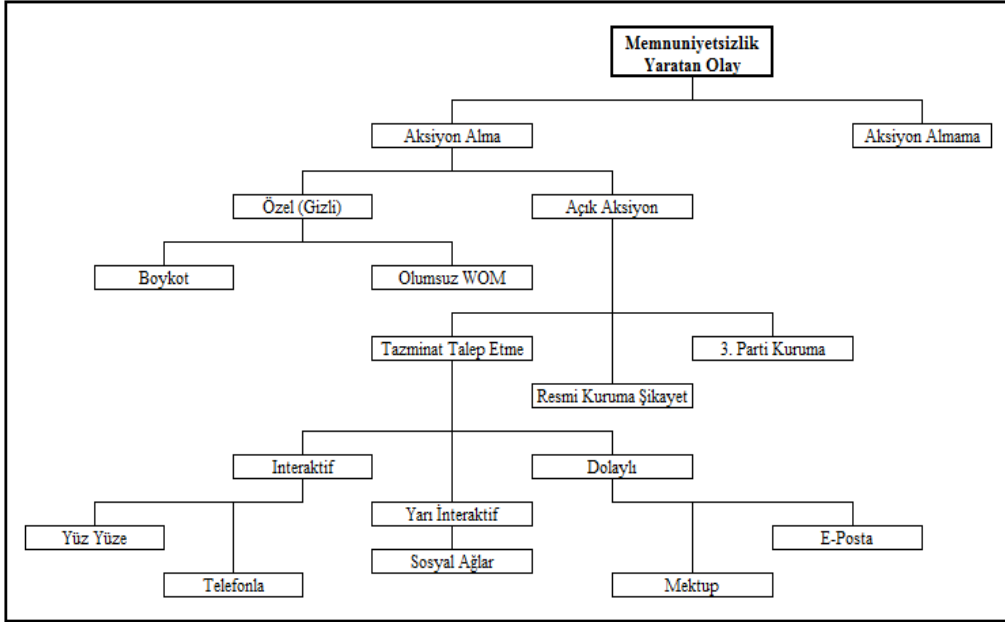 Memnuniyetsizlik
Yaratan Olay
Aksiyon Alma
Aksiyon Almama
Özel (Gizli)
Açık Aksiyon
Boykot
Olumsuz WOM
Tazminat Talep Etme
3. Parti Kuruma
Resmi Kuruma Şikayet
Interaktif
Dolaylı
Yarı İnteraktif
Yüz Yüze
E-Posta
Sosyal Ağlar
Telefonla
Mektup